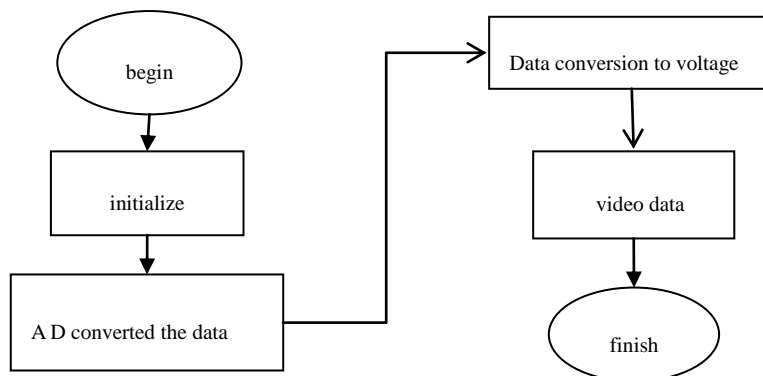 begin
initialize
A D converted the data
Data conversion to voltage
video data
finish